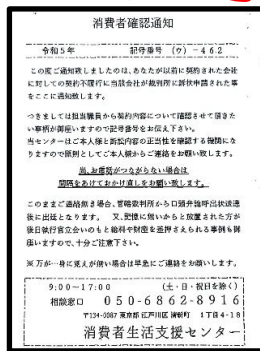 消費者確認通知
令和5年 記号番号 (ウ) -462
この度ご通知致しましたのは、あなたが以前に契約された会社
に対しての契約不履行に当該会社が裁判所に訴状申請された事
をここに通知致します。
つきましては担当職員から契約内容について確認させて頂きた
い事柄が御座いますので記号番号をお伝え下さい。
当センターはご本人様と訴訟内容の正当性を確認する機関にな
りますので原則としてご本人様からご連絡をお願い致します。
尚、お電話がつながらない場合は
間隔をあけておかけ直しをお願い致します。
このままご連絡無き場合、管轄裁判所から口頭弁論呼出状送達
後に出廷となります。 又、記憶に無いからと放置された方が
後日執行官立会いのもと給料や財産を差押さえられる事例も御
座いますので、十分ご注意下さい。
※万が一身に覚えが無い場合は早急にご連絡をお願いします。
9:00~17:00 (土・日・祝日を除く)
相談窓口 050-6862-8916
〒134-0087 東京都江戸川区清新町 1丁目4-18
消費者生活支援センター